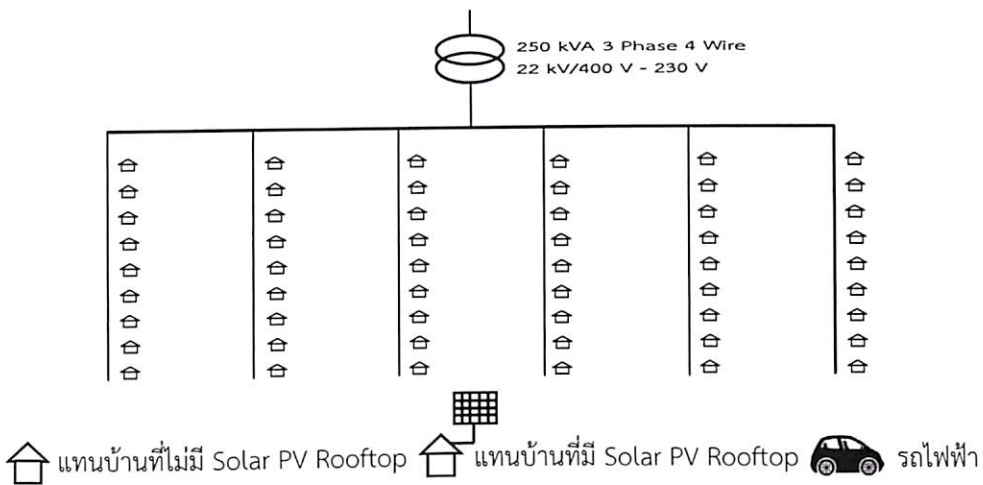 250 kVA 3 Phase 4 Wire
22 kV/400 V - 230 V
แทนบ้านที่ไม่มี Solar PV Rooftop แทนบ้านที่มี Solar PV Rooftop รถไฟฟ้า